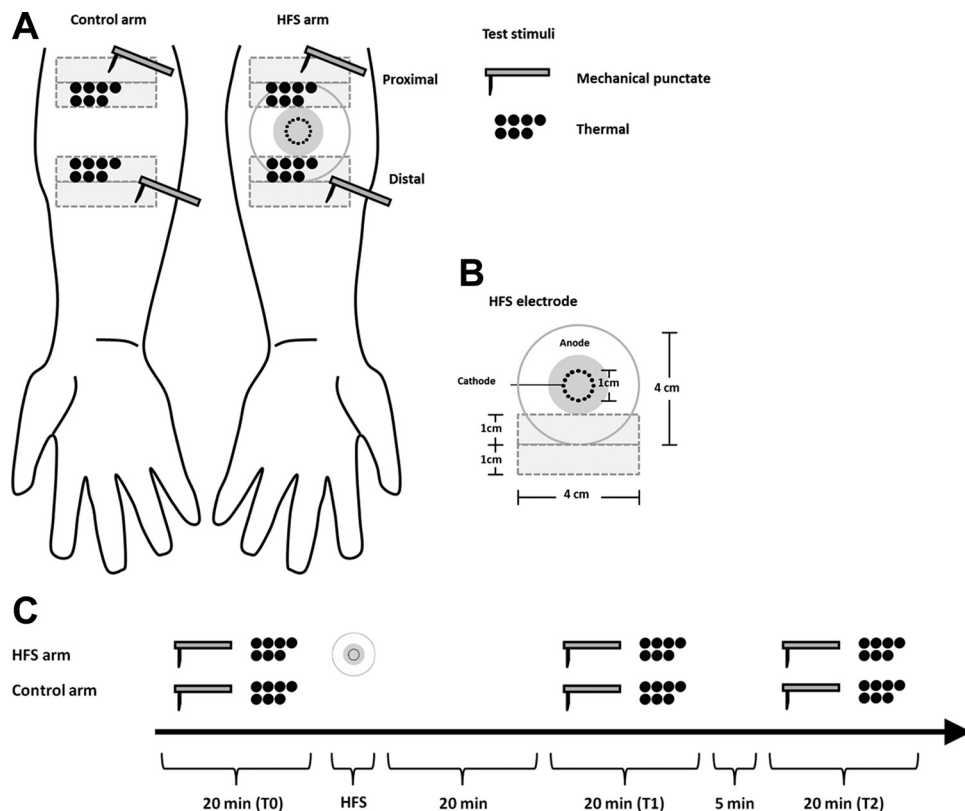 A
Control arm
HFS arm
Proximal
Distal
Test stimuli
Mechanical punctate
Thermal
B
HFS electrode
Anode
Cathode
1cm
4 cm
1cm
1cm
4 cm
C
HFS arm
Control arm
20 min (T0)
HFS
20 min
20 min (T1)
5 min
20 min (T2)